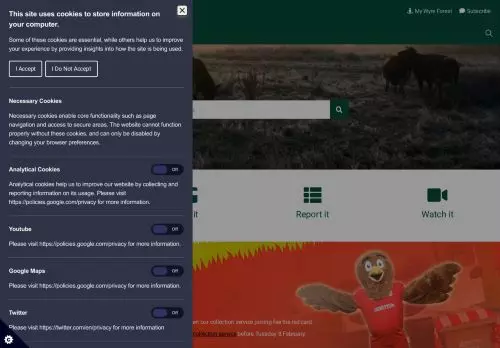 This site uses cookies to store information on
your computer.
My Wyre Forest
Subscribe
Some of these cookies are essential, while others help us to improve
your experience by providing insights into how the site is being used.
I Accept
I Do Not Accept
Necessary Cookies
Necessary cookies enable core functionality such as page
navigation and access to secure areas. The website cannot function
properly without these cookies, and can only be disabled by
changing your browser preferences.
Analytical Cookies
Off
Analytical cookies help us to improve our website by collecting and
reporting information on its usage. Please visit
https://policies.google.com/privacy for more information.
it
Report it
Watch it
Youtube
Off
Please visit https://policies.google.com/privacy for more information.
Google Maps
Off
Please visit https://policies.google.com/privacy for more information.
Twitter
Off
Please visit https://twitter.com/en/privacy for more information
our collection service joining
collection service before Tuesday
February